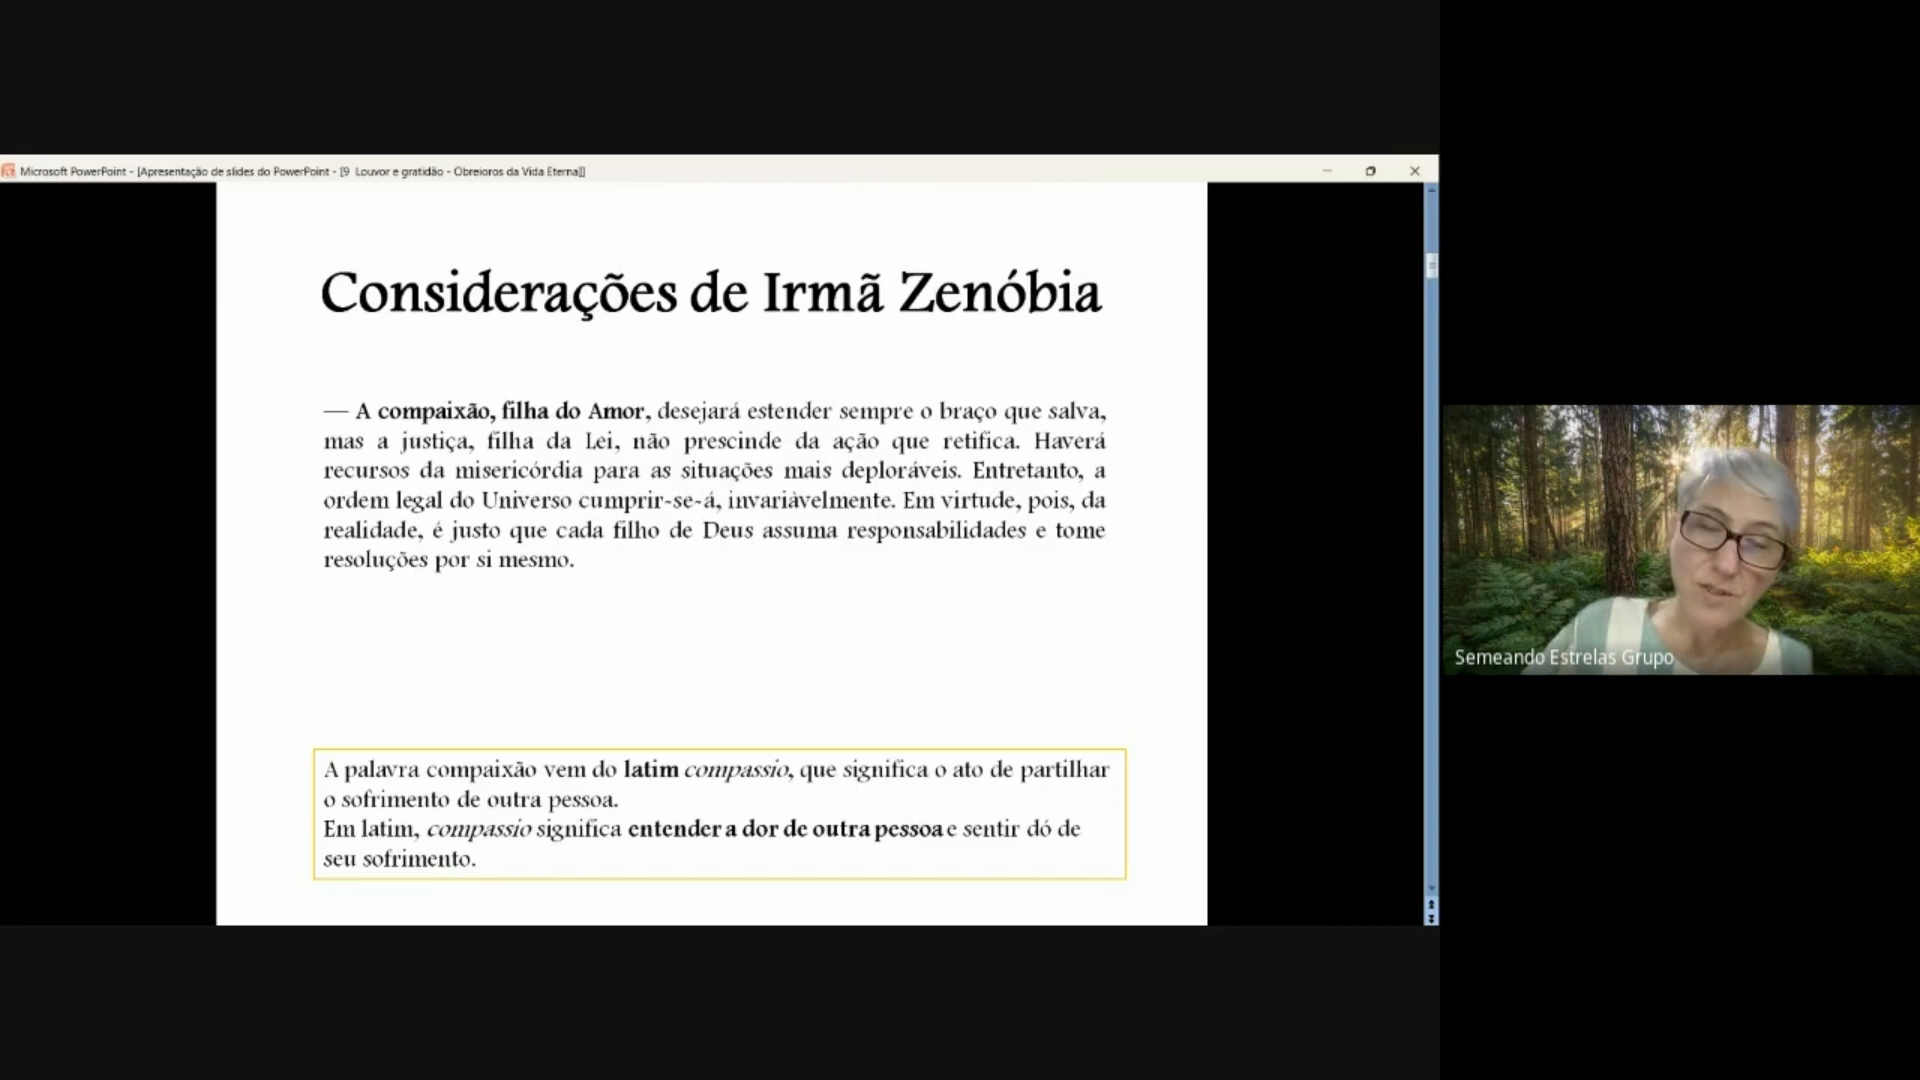 Microsoft PowerPoint - [Apresentação de slides do PowerPoint - [9 Louvor e gratidão - Obreioros da Vida Eterna]]
Considerações de Irmã Zenóbia
— A compaixão, filha do Amor, desejará estender sempre o braço que salva,
mas a justiça, filha da Lei, não prescinde da ação que retifica. Haverá
recursos da misericórdia para as situações mais deploráveis. Entretanto, a
ordem legal do Universo cumprir-se-á, invariàvelmente. Em virtude, pois, da
realidade, é justo que cada filho de Deus assuma responsabilidades e tome
resoluções por si mesmo.
A palavra compaixão vem do latim compassio, que significa o ato de partilhar
o sofrimento de outra pessoa.
Em latim, compassio significa entender a dor de outra pessoa e sentir dó de
seu sofrimento.
Semeando Estrelas Grupo